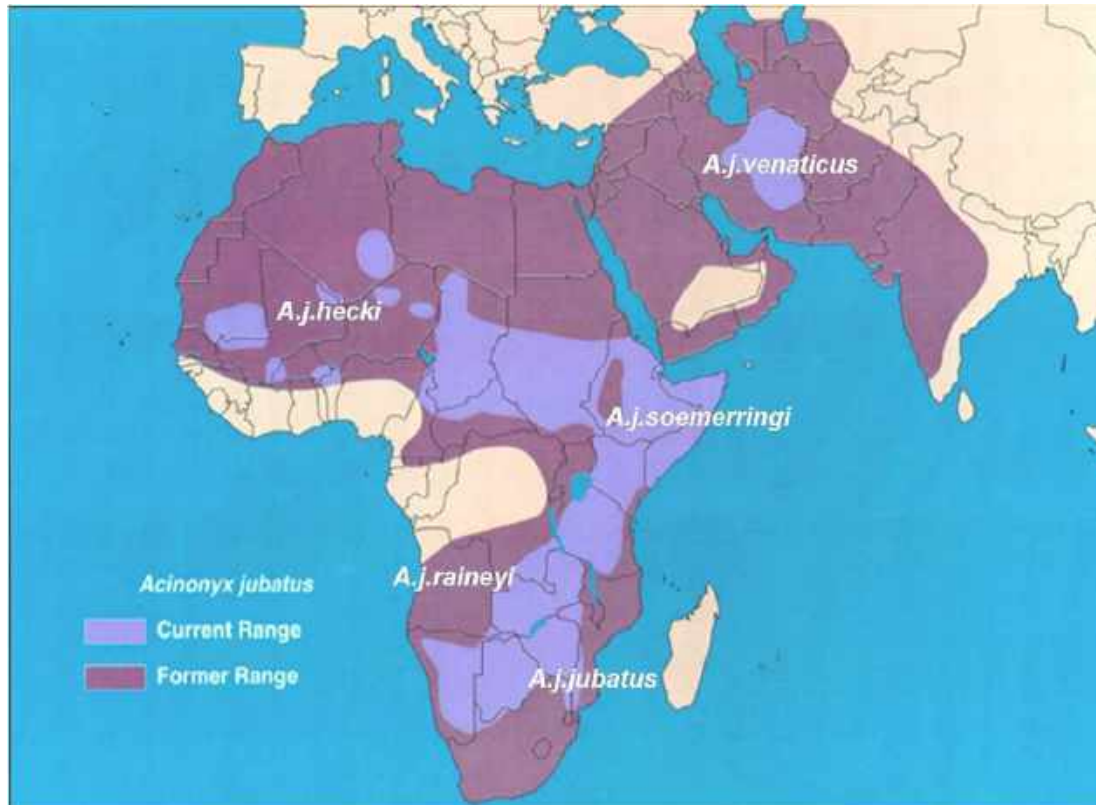 A.j.venaticus
A.j.hecki
A.j.soemerringi
A.j.raineyi
A.j.jubatus
Acinonyx jubatus
Current Range
Former Range